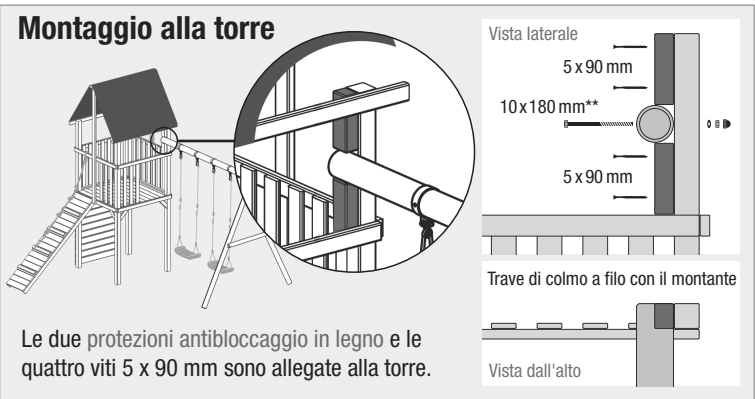 Montaggio alla torre
Vista laterale
5 x 90 mm
10 x 180 mm**
5 x 90 mm
Trave di colmo a filo con il montante
Vista dall'alto
Le due protezioni antibloccaggio in legno e le
quattro viti 5 x 90 mm sono allegate alla torre.